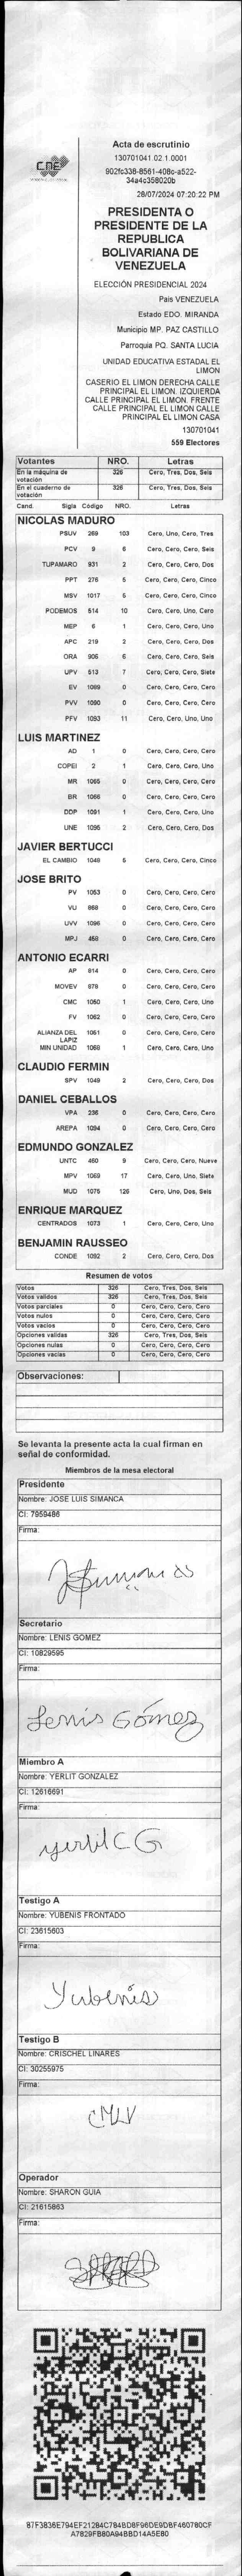 CNE
Acta de escrutinio
130701041.02.1.0001
902fc338-8561-408c-a522-
34a4c358020b
28/07/2024 07:20:22 PM
PRESIDENTA O
PRESIDENTE DE LA
REPUBLICA
BOLIVARIANA DE
VENEZUELA
ELECCIÓN PRESIDENCIAL 2024
Pais VENEZUELA
Estado EDO. MIRANDA
Municipio MP. PAZ CASTILLO
Parroquia PQ. SANTA LUCIA
UNIDAD EDUCATIVA ESTADAL EL
LIMON
CASERIO EL LIMON DERECHA CALLE
PRINCIPAL EL LIMON. IZQUIERDA
CALLE PRINCIPAL EL LIMON. FRENTE
CALLE PRINCIPAL EL LIMON CALLE
PRINCIPAL EL LIMON CASA
130701041
559 Electores
Votantes NRO. Letras
En la máquina de votación 326 Cero, Tres, Dos, Seis
En el cuaderno de votación 326 Cero, Tres, Dos, Seis
Cand. Sigla Código NRO. Letras
NICOLAS MADURO
PSUV 269 103 Cero, Uno, Cero, Tres
PCV 9 6 Cero, Cero, Cero, Seis
TUPAMARO 931 2 Cero, Cero, Cero, Dos
PPT 276 5 Cero, Cero, Cero, Cinco
MSV 1017 5 Cero, Cero, Cero, Cinco
PODEMOS 514 10 Cero, Cero, Uno, Cero
MEP 6 1 Cero, Cero, Cero, Uno
APC 219 2 Cero, Cero, Cero, Dos
ORA 906 6 Cero, Cero, Cero, Seis
UPV 513 7 Cero, Cero, Cero, Siete
EV 1089 0 Cero, Cero, Cero, Cero
PVV 1090 0 Cero, Cero, Cero, Cero
PFV 1093 11 Cero, Cero, Uno, Uno
LUIS MARTINEZ
AD 1 0 Cero, Cero, Cero, Cero
COPEI 2 1 Cero, Cero, Cero, Uno
MR 1065 0 Cero, Cero, Cero, Cero
BR 1066 0 Cero, Cero, Cero, Cero
DDP 1091 1 Cero, Cero, Cero, Uno
UNE 1095 2 Cero, Cero, Cero, Dos
JAVIER BERTUCCI
EL CAMBIO 1048 5 Cero, Cero, Cero, Cinco
JOSE BRITO
PV 1053 0 Cero, Cero, Cero, Cero
VU 868 0 Cero, Cero, Cero, Cero
UVV 1096 0 Cero, Cero, Cero, Cero
MPJ 458 0 Cero, Cero, Cero, Cero
ANTONIO ECARRI
AP 814 0 Cero, Cero, Cero, Cero
MOVEV 878 0 Cero, Cero, Cero, Cero
CMC 1050 1 Cero, Cero, Cero, Uno
FV 1062 0 Cero, Cero, Cero, Cero
ALIANZA DEL LAPIZ 1061 0 Cero, Cero, Cero, Cero
MIN UNIDAD 1068 1 Cero, Cero, Cero, Uno
CLAUDIO FERMIN
SPV 1049 2 Cero, Cero, Cero, Dos
DANIEL CEBALLOS
VPA 236 0 Cero, Cero, Cero, Cero
AREPA 1094 0 Cero, Cero, Cero, Cero
EDMUNDO GONZALEZ
UNTC 450 9 Cero, Cero, Cero, Nueve
MPV 1069 17 Cero, Cero, Uno, Siete
MUD 1075 126 Cero, Uno, Dos, Seis
ENRIQUE MARQUEZ
CENTRADOS 1073 1 Cero, Cero, Cero, Uno
BENJAMIN RAUSSEO
CONDE 1092 2 Cero, Cero, Cero, Dos
Resumen de votos
Votos 326 Cero, Tres, Dos, Seis
Votos validos 326 Cero, Tres, Dos, Seis
Votos parciales 0 Cero, Cero, Cero, Cero
Votos nulos 0 Cero, Cero, Cero, Cero
Votos vacios 0 Cero, Cero, Cero, Cero
Opciones validas 326 Cero, Tres, Dos, Seis
Opciones nulas 0 Cero, Cero, Cero, Cero
Opciones vacías 0 Cero, Cero, Cero, Cero
Observaciones:
Se levanta la presente acta la cual firman en
señal de conformidad.
Miembros de la mesa electoral
Presidente
Nombre: JOSE LUIS SIMANCA
CI: 7959486
Firma:
Secretario
Nombre: LENIS GOMEZ
CI: 10829595
Firma:
Lenis Gómez
Miembro A
Nombre: YERLIT GONZALEZ
CI: 12616691
Firma:
yerlit C G
Testigo A
Nombre: YUBENIS FRONTADO
CI: 23615603
Firma:
Yubenis
Testigo B
Nombre: CRISCHEL LINARES
CI: 30255975
Firma:
CMLV
Operador
Nombre: SHARON GUIA
CI: 21615863
Firma:
87F3836E794EF21284C784BD8F96DE9DBF460780CF
A7829FB80A94BBD14A5E80